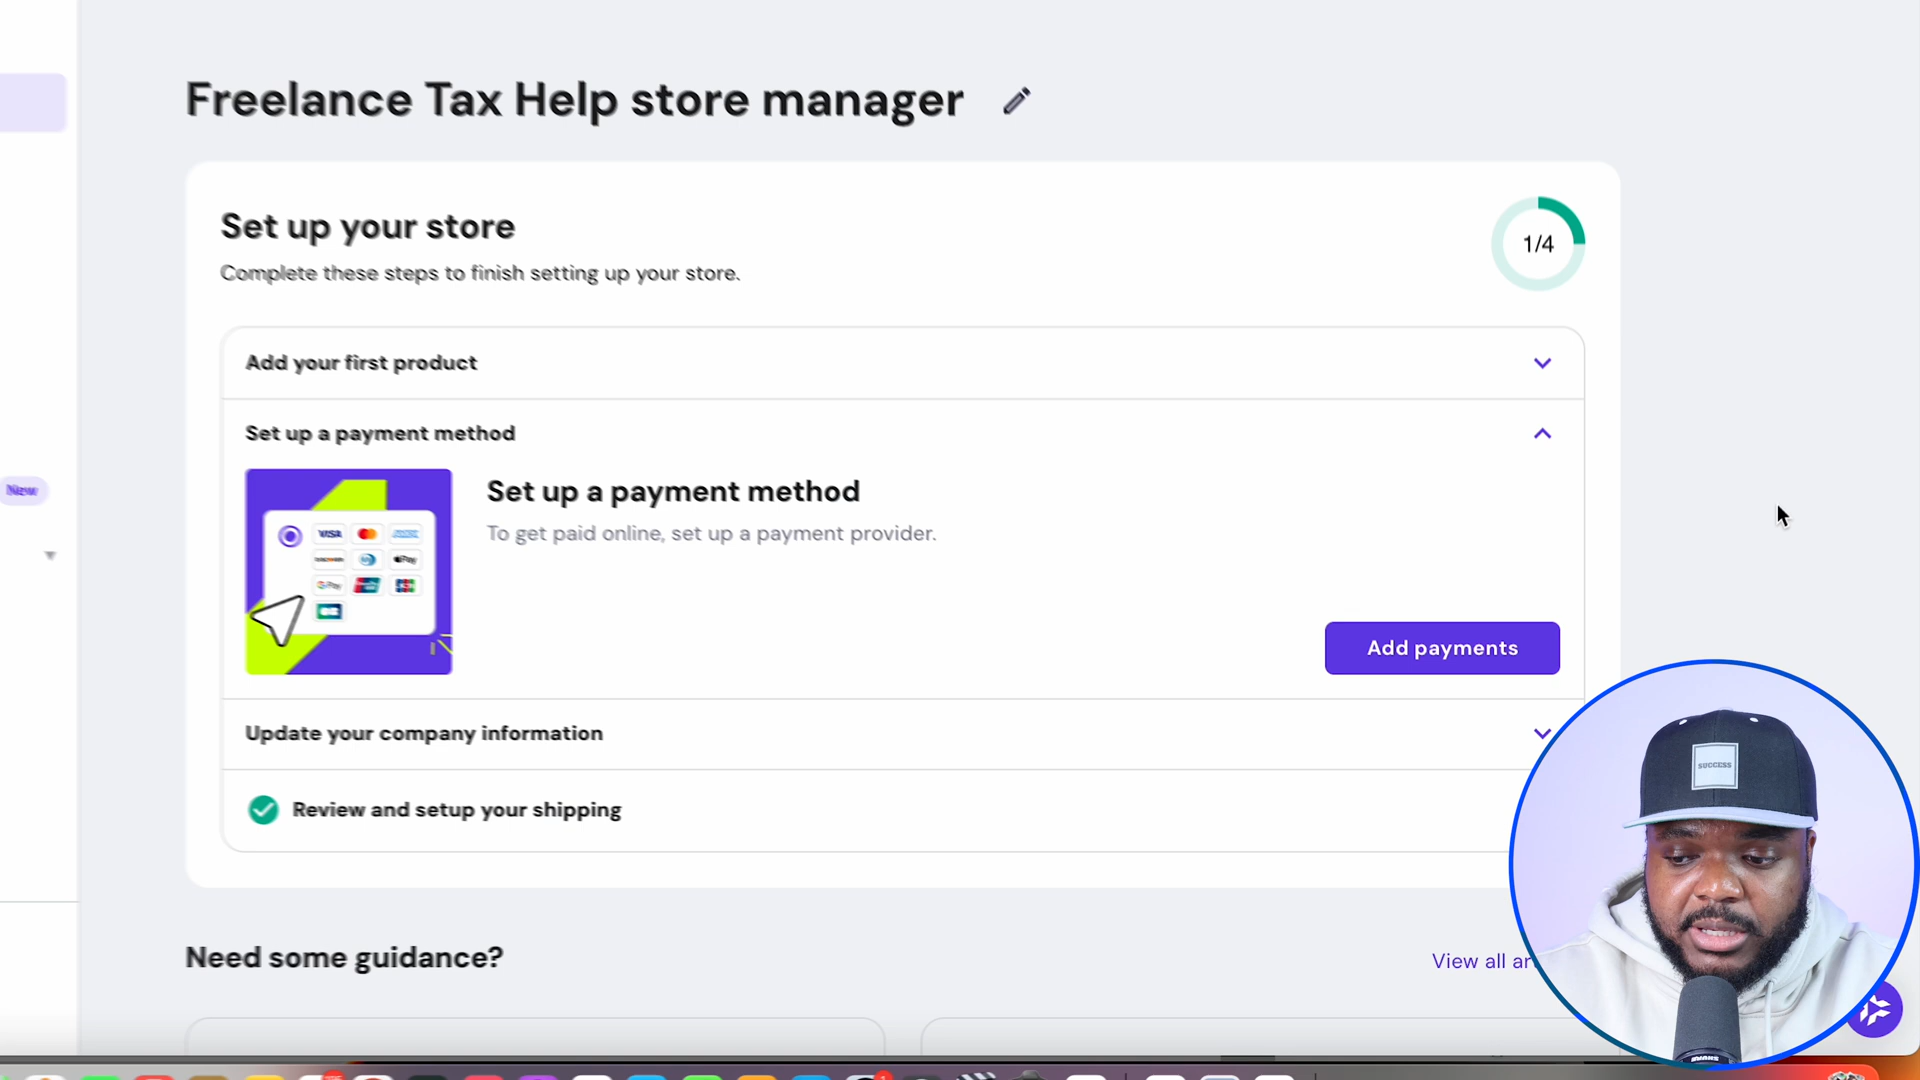 Freelance Tax Help store manager
Set up your store
1/4
Complete these steps to finish setting up your store.
Add your first product
Set up a payment method
Set up a payment method
New
VISA
To get paid online, set up a payment provider.
Pay
G Pay
Add payments
Update your company information
SUCCESS
Review and setup your shipping
Need some guidance?
View all